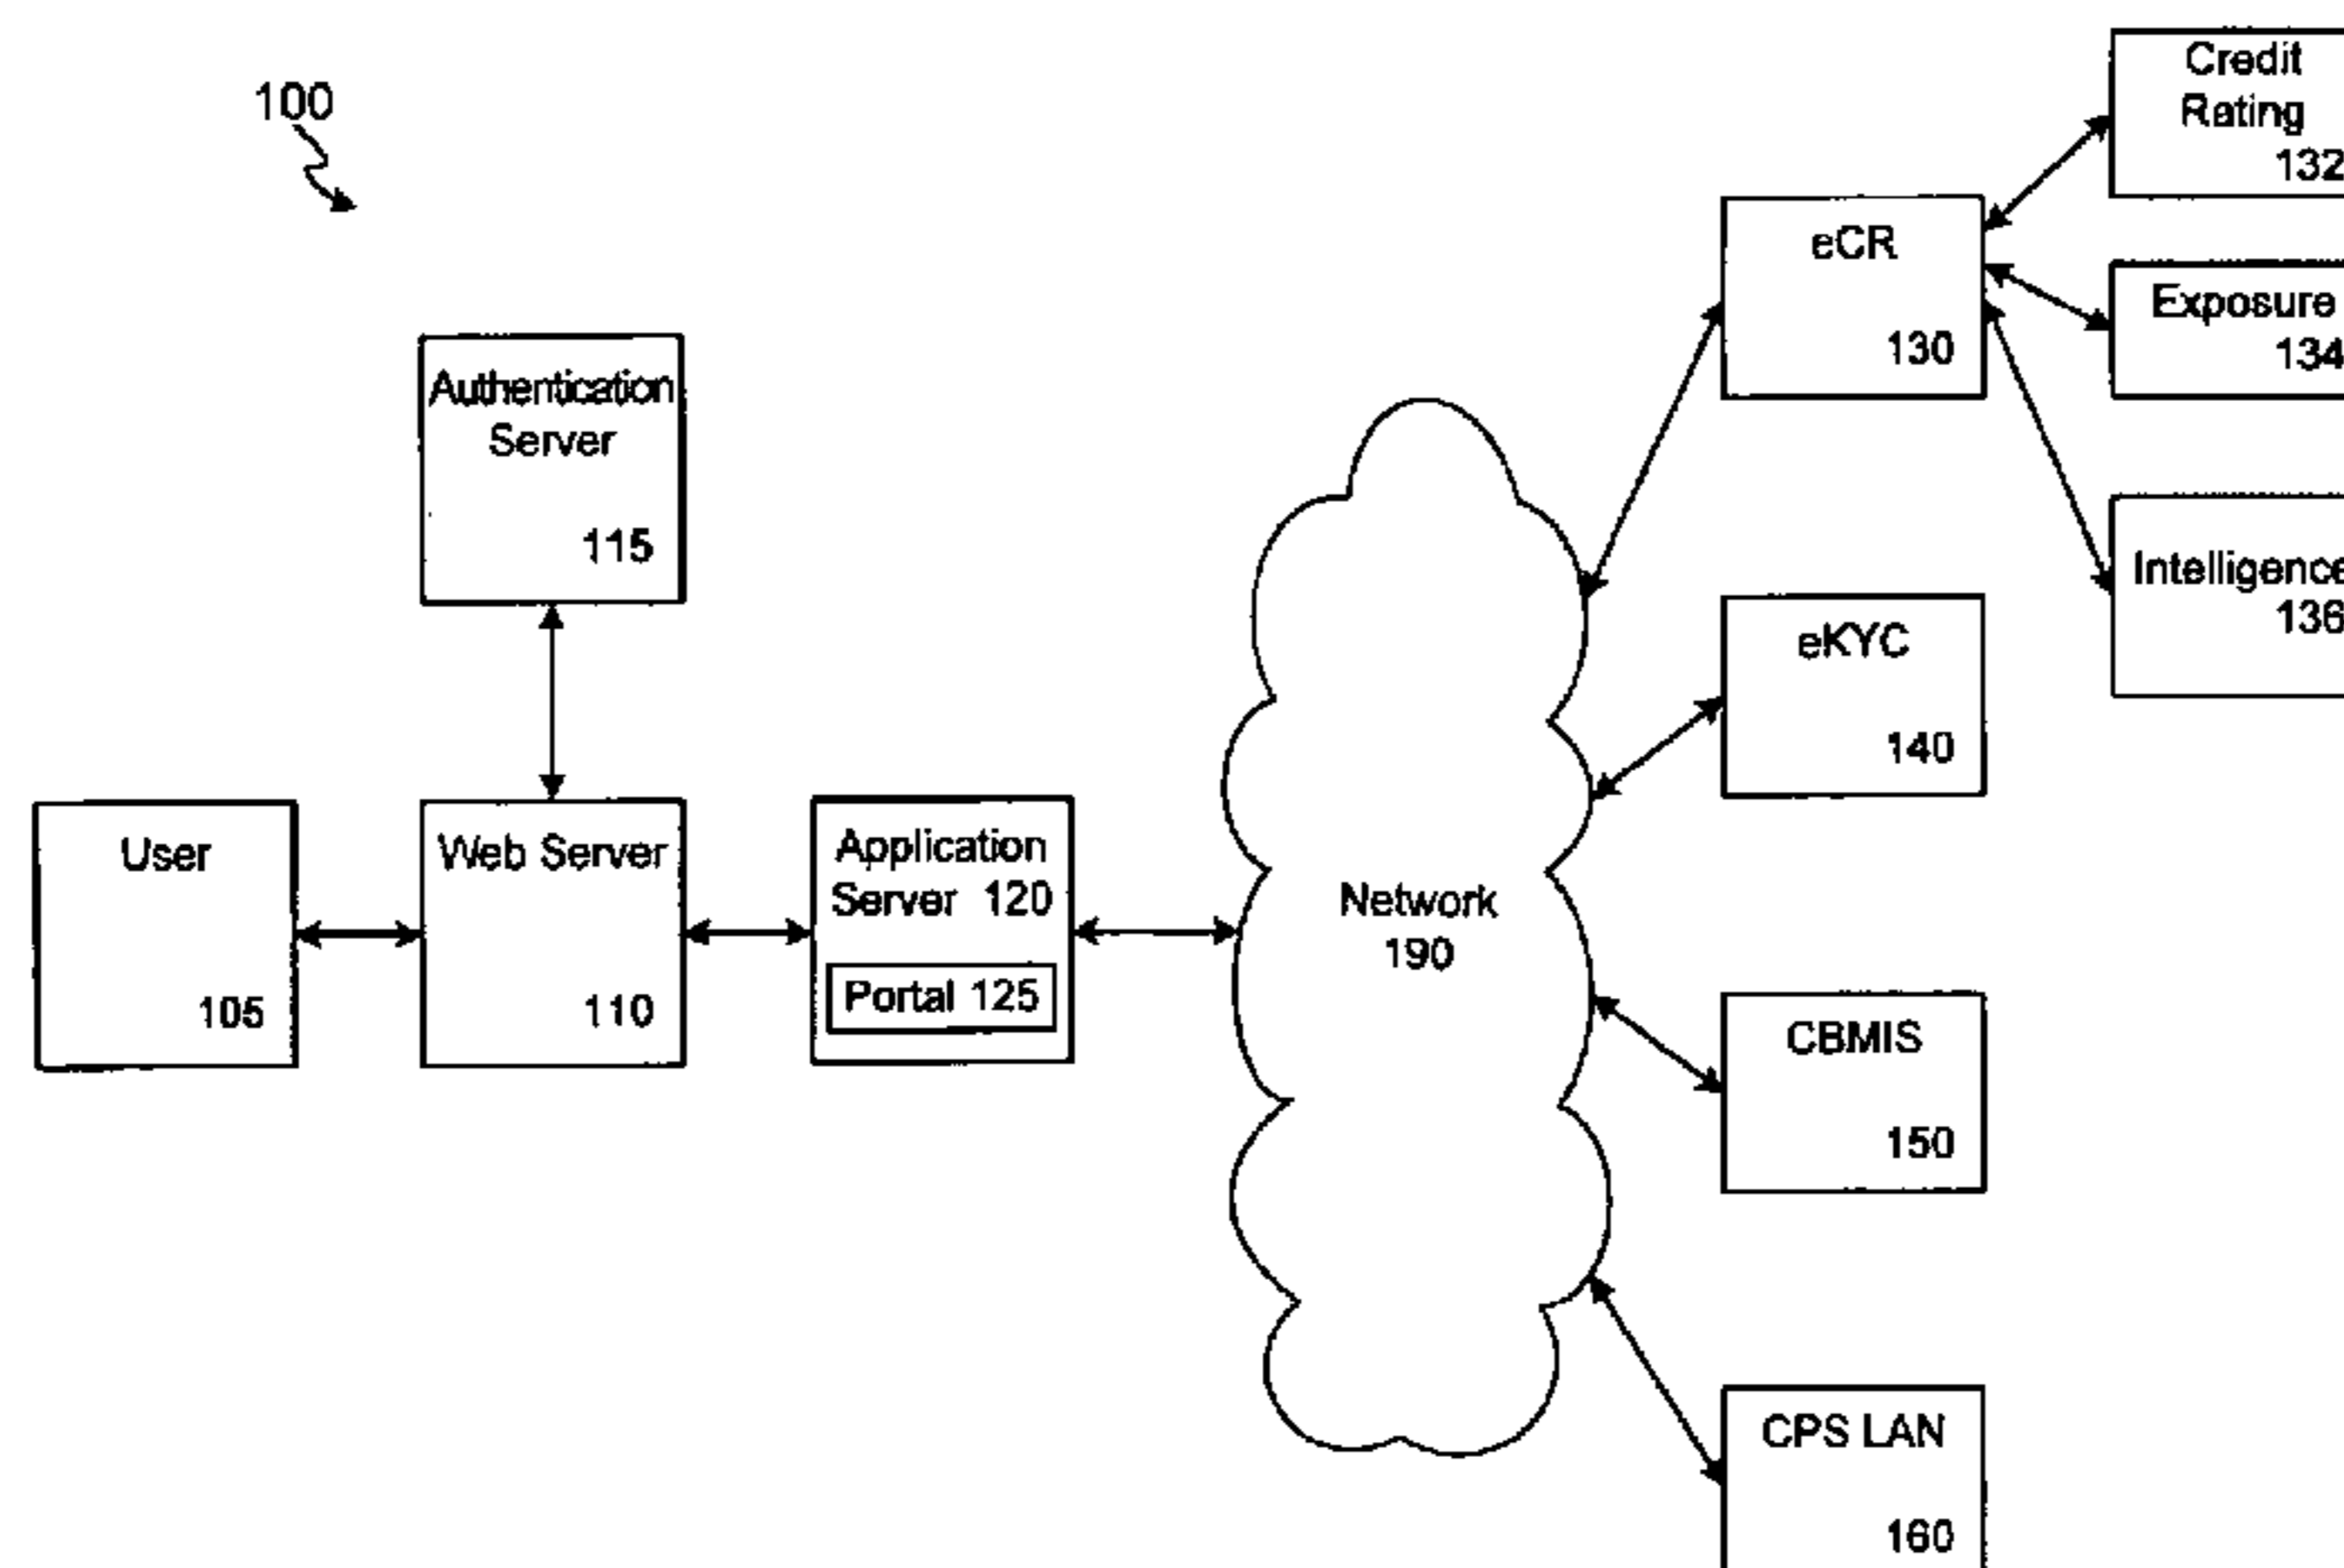 100
Credit
Rating
132
eCR
130
Exposure
134
Authentication
Server
115
Intelligence
136
eKYC
140
User
105
Web Server
110
Application
Server 120
Portal 125
Network
190
CBMIS
150
CPS LAN
160